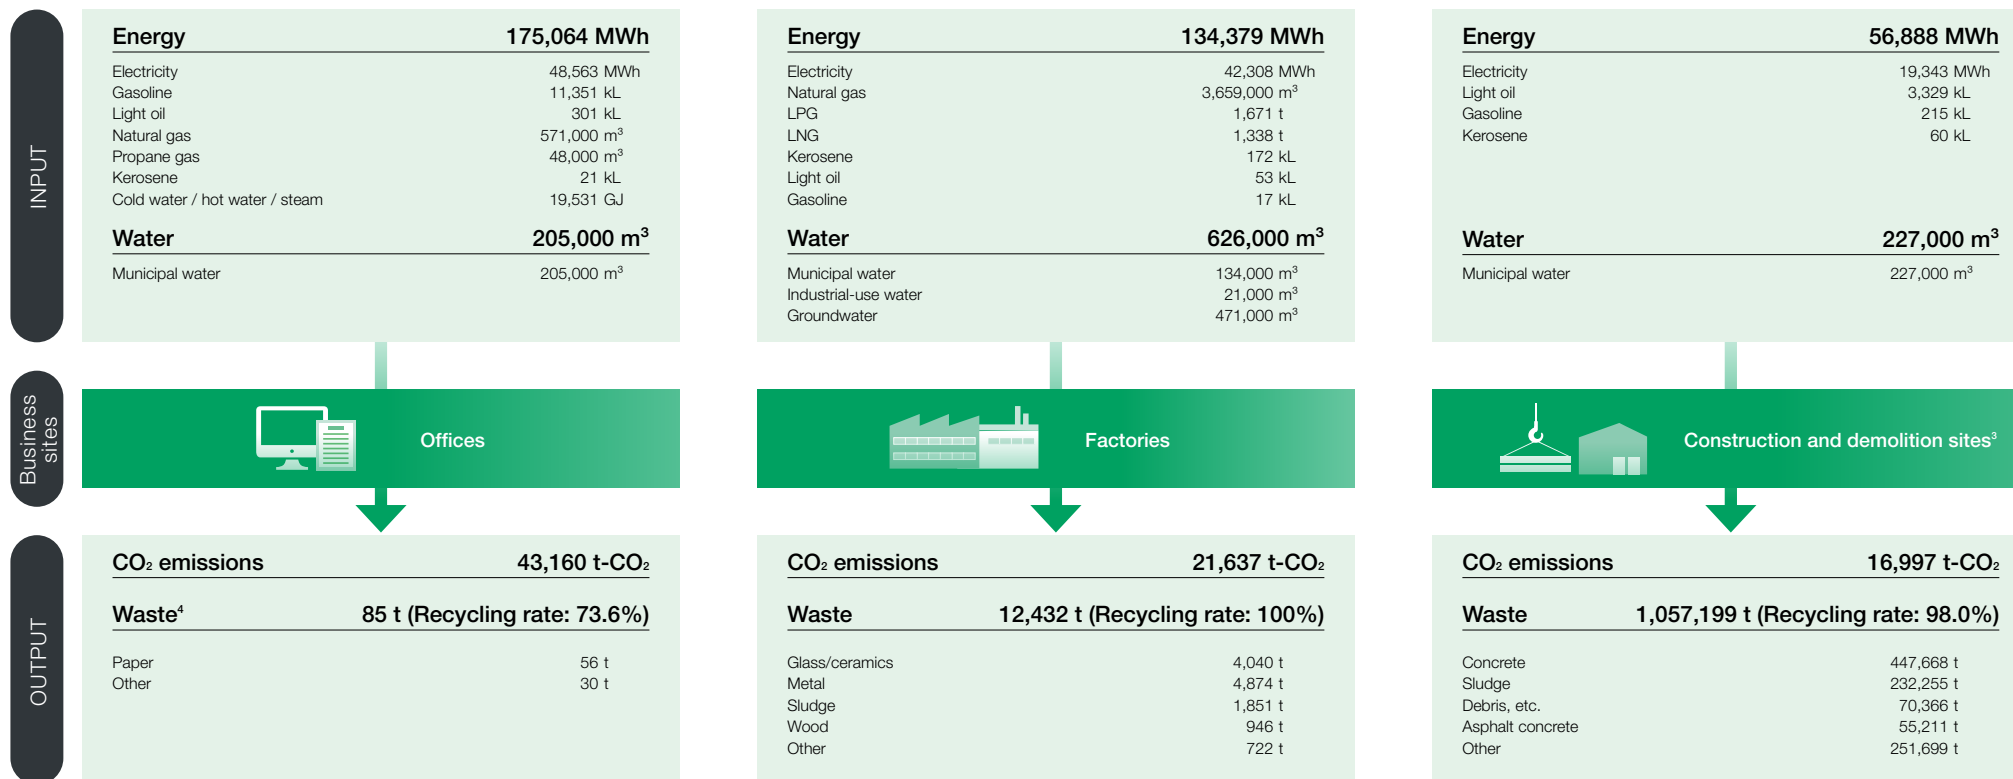 INPUT
Energy 175,064 MWh
Electricity 48,563 MWh
Gasoline 11,351 kL
Light oil 301 kL
Natural gas 571,000 m³
Propane gas 48,000 m³
Kerosene 21 kL
Cold water / hot water / steam 19,531 GJ
Water 205,000 m³
Municipal water 205,000 m³
Energy 134,379 MWh
Electricity 42,308 MWh
Natural gas 3,659,000 m³
LPG 1,671 t
LNG 1,338 t
Kerosene 172 kL
Light oil 53 kL
Gasoline 17 kL
Water 626,000 m³
Municipal water 134,000 m³
Industrial-use water 21,000 m³
Groundwater 471,000 m³
Energy 56,888 MWh
Electricity 19,343 MWh
Light oil 3,329 kL
Gasoline 215 kL
Kerosene 60 kL
Water 227,000 m³
Municipal water 227,000 m³
Business
sites
Offices
Factories
Construction and demolition sites³
OUTPUT
CO₂ emissions 43,160 t-CO₂
Waste⁴ 85 t (Recycling rate: 73.6%)
Paper 56 t
Other 30 t
CO₂ emissions 21,637 t-CO₂
Waste 12,432 t (Recycling rate: 100%)
Glass/ceramics 4,040 t
Metal 4,874 t
Sludge 1,851 t
Wood 946 t
Other 722 t
CO₂ emissions 16,997 t-CO₂
Waste 1,057,199 t (Recycling rate: 98.0%)
Concrete 447,668 t
Sludge 232,255 t
Debris, etc. 70,366 t
Asphalt concrete 55,211 t
Other 251,699 t